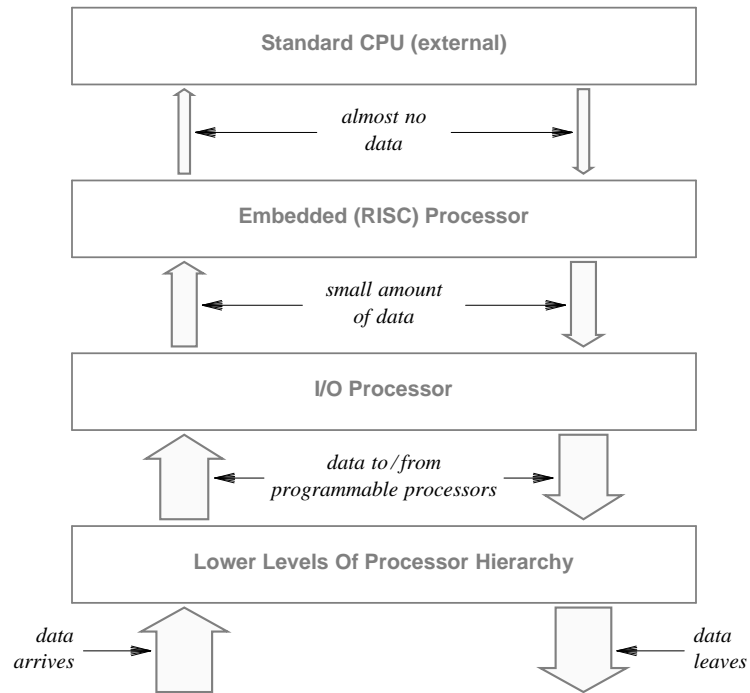 Standard CPU (external)
almost no
data
Embedded (RISC) Processor
small amount
of data
I/O Processor
data to/from
programmable processors
Lower Levels Of Processor Hierarchy
data
arrives
data
leaves